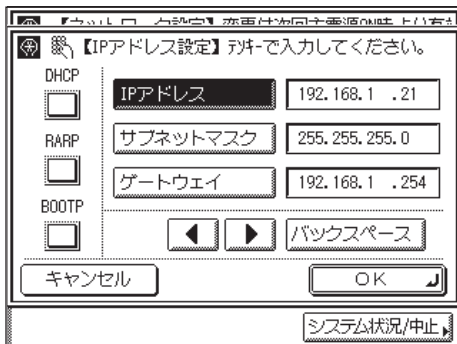 【IPアドレス設定】テンキーで入力してください。
DHCP
IPアドレス 192.168.1 .21
RARP
サブネットマスク 255.255.255.0
ゲートウェイ 192.168.1 .254
BOOTP
◀ ▶ バックスペース
キャンセル OK
システム状況/中止